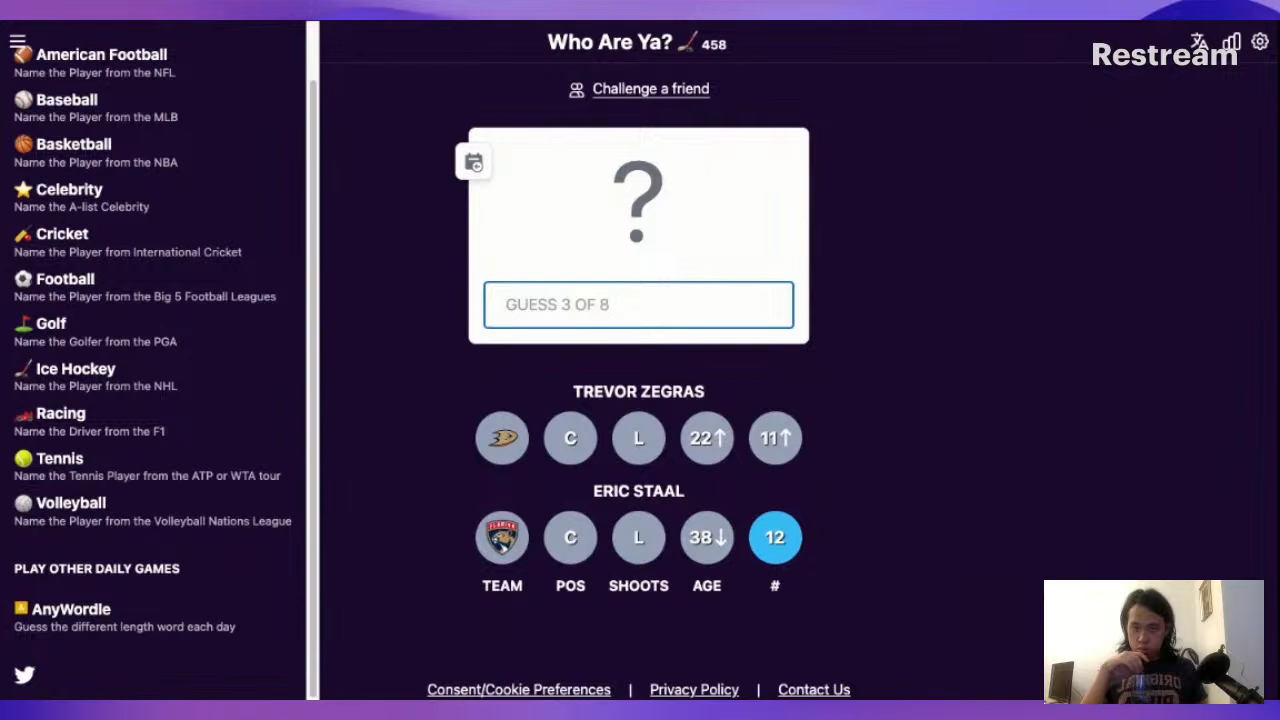 American Football
Name the Player from the NFL
Baseball
Name the Player from the MLB
Basketball
Name the Player from the NBA
Celebrity
Name the A-list Celebrity
Cricket
Name the Player from International Cricket
Football
Name the Player from the Big 5 Football Leagues
Golf
Name the Golfer from the PGA
Ice Hockey
Name the Player from the NHL
Racing
Name the Driver from the F1
Tennis
Name the Tennis Player from the ATP or WTA tour
Volleyball
Name the Player from the Volleyball Nations League
PLAY OTHER DAILY GAMES
AnyWordle
Guess the different length word each day
Who Are Ya? 458
Restream
Challenge a friend
?
GUESS 3 OF 8
TREVOR ZEGRAS
C L 22↑ 11↑
ERIC STAAL
FLORIDA C L 38↓ 12
TEAM POS SHOOTS AGE #
Consent/Cookie Preferences | Privacy Policy | Contact Us